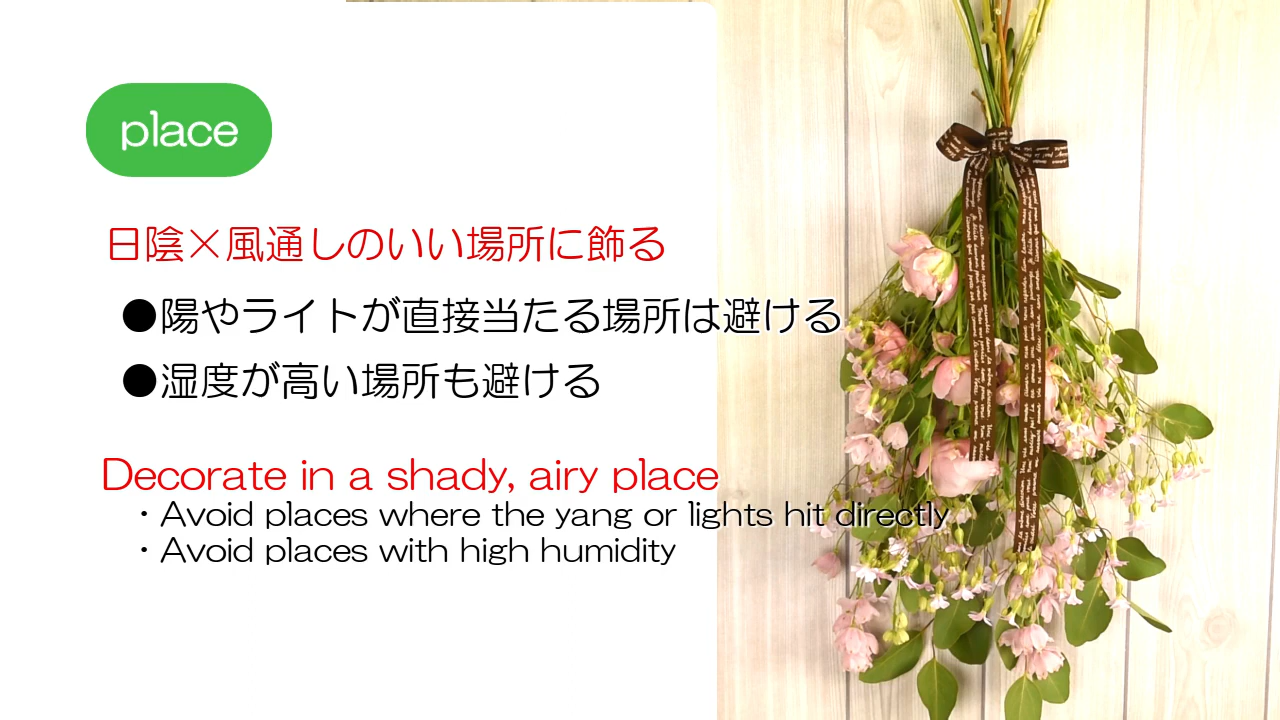 place
日陰×風通しのいい場所に飾る
●陽やライトが直接当たる場所は避ける
●湿度が高い場所も避ける
Decorate in a shady, airy place
・Avoid places where the yang or lights hit directly
・Avoid places with high humidity